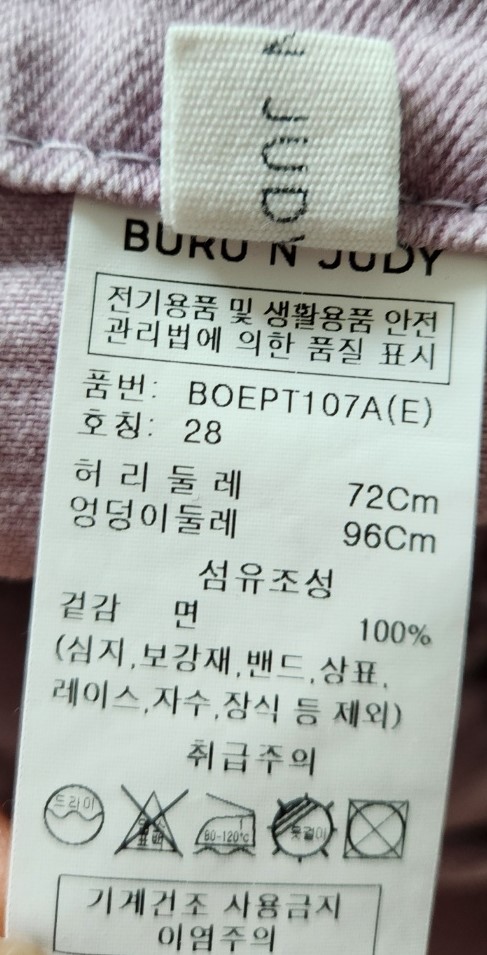 N JUDY
BURU N JUDY
전기용품 및 생활용품 안전
관리법에 의한 품질 표시
품번: BOEPT107A(E)
호칭: 28
허 리 둘 레 72Cm
엉덩이둘레 96Cm
섬유조성
겉감 면 100%
(심지,보강재,밴드,상표,
레이스,자수,장식 등 제외)
취급주의
드라이
표백
80-120℃
옷걸이
기계건조 사용금지
이염주의